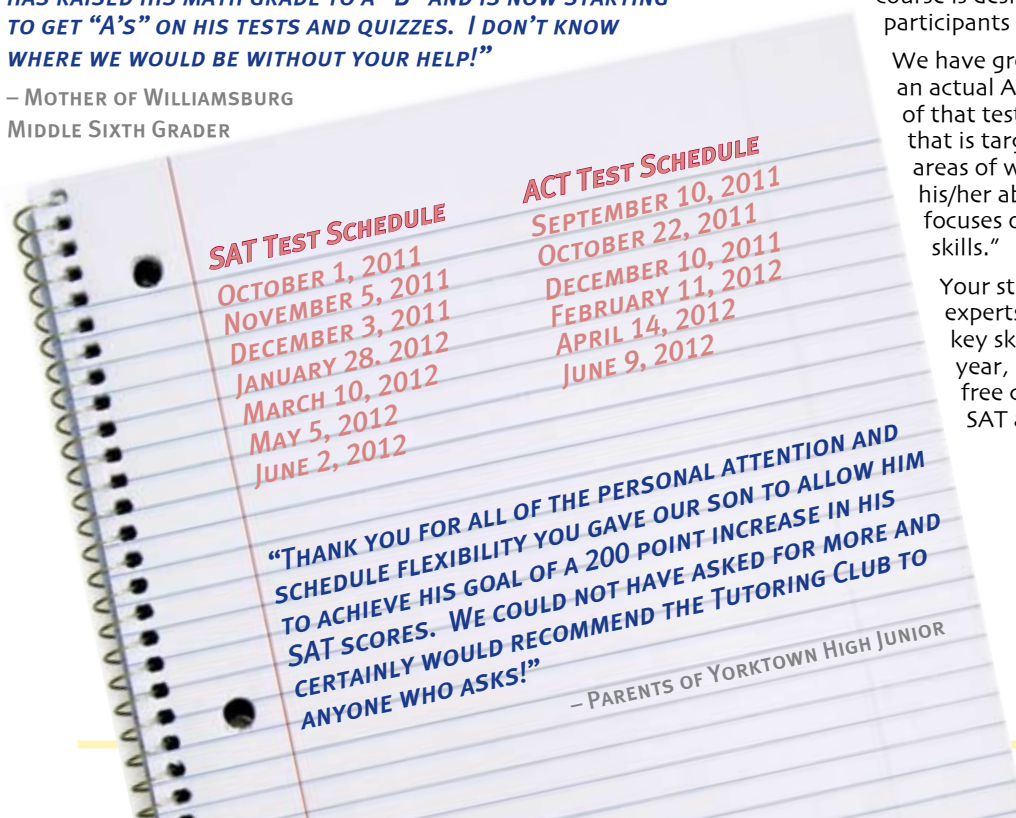 TO GET “A’S” ON HIS TESTS AND QUIZZES. I DON’T KNOW
WHERE WE WOULD BE WITHOUT YOUR HELP!”
– MOTHER OF WILLIAMSBURG
MIDDLE SIXTH GRADER
SAT TEST SCHEDULE
OCTOBER 1, 2011
NOVEMBER 5, 2011
DECEMBER 3, 2011
JANUARY 28. 2012
MARCH 10, 2012
MAY 5, 2012
JUNE 2, 2012
ACT TEST SCHEDULE
SEPTEMBER 10, 2011
OCTOBER 22, 2011
DECEMBER 10, 2011
FEBRUARY 11, 2012
APRIL 14, 2012
JUNE 9, 2012
“THANK YOU FOR ALL OF THE PERSONAL ATTENTION AND
SCHEDULE FLEXIBILITY YOU GAVE OUR SON TO ALLOW HIM
TO ACHIEVE HIS GOAL OF A 200 POINT INCREASE IN HIS
SAT SCORES. WE COULD NOT HAVE ASKED FOR MORE AND
CERTAINLY WOULD RECOMMEND THE TUTORING CLUB TO
ANYONE WHO ASKS!”
– PARENTS OF YORKTOWN HIGH JUNIOR
participants
We have
an actual
of that test
that is
areas of
his/her
focuses
skills.”
Your
experts
key
year,
free
SAT